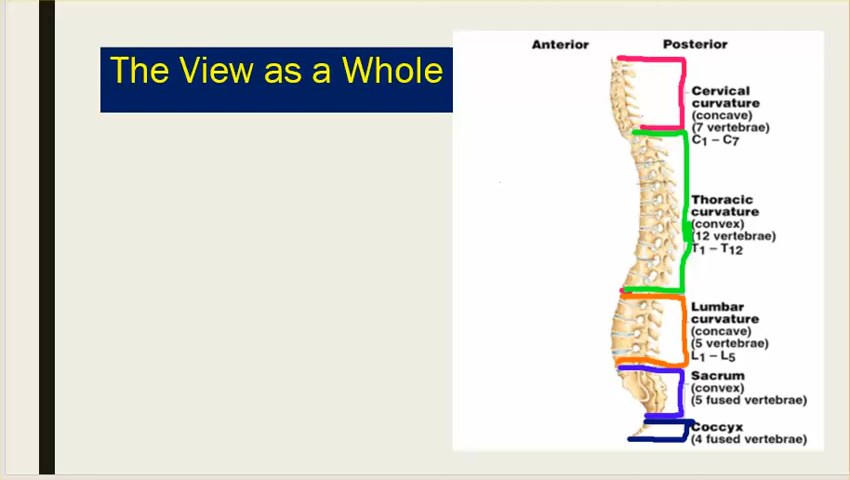 The View as a Whole
Anterior Posterior
Cervical
curvature
(concave)
(7 vertebrae)
C1 – C7
Thoracic
curvature
(convex)
(12 vertebrae)
T1 – T12
Lumbar
curvature
(concave)
(5 vertebrae)
L1 – L5
Sacrum
(convex)
(5 fused vertebrae)
Coccyx
(4 fused vertebrae)